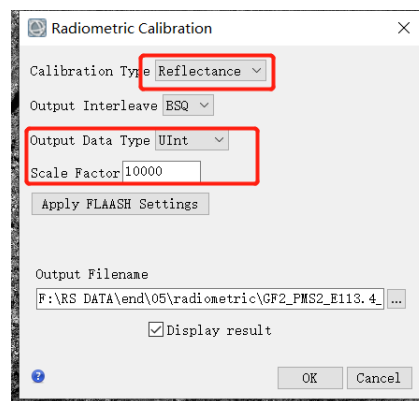 Radiometric Calibration
Calibration Type Reflectance
Output Interleave BSQ
Output Data Type UInt
Scale Factor 10000
Apply FLAASH Settings
Output Filename
F:\RS DATA\end\05\radiometric\GF2_PMS2_E113.4_ ...
Display result
OK Cancel